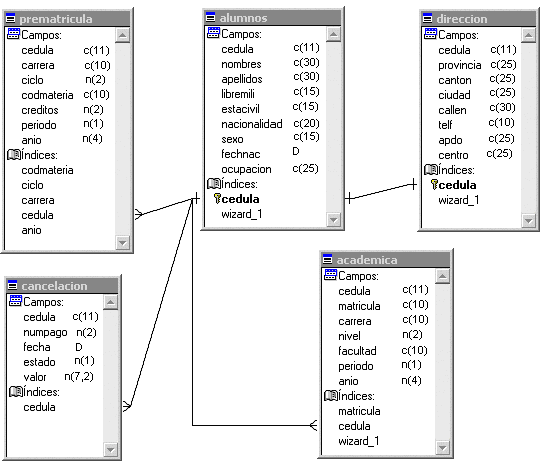 prematricula
Campos:
cedula c(11)
carrera c(10)
ciclo n(2)
codmateria c(10)
creditos n(2)
periodo n(1)
anio n(4)
Índices:
codmateria
ciclo
carrera
cedula
anio
alumnos
Campos:
cedula c(11)
nombres c(30)
apellidos c(30)
libremili c(15)
estacivil c(15)
nacionalidad c(20)
sexo c(15)
fechnac D
ocupacion c(25)
Índices:
cedula
wizard_1
direccion
Campos:
cedula c(11)
provincia c(25)
canton c(25)
ciudad c(25)
callen c(30)
telf c(10)
apdo c(25)
centro c(25)
Índices:
cedula
wizard_1
cancelacion
Campos:
cedula c(11)
numpago n(2)
fecha D
estado n(1)
valor n(7,2)
Índices:
cedula
academica
Campos:
cedula c(11)
matricula c(10)
carrera c(10)
nivel n(2)
facultad c(10)
periodo n(1)
anio n(4)
Índices:
matricula
cedula
wizard_1